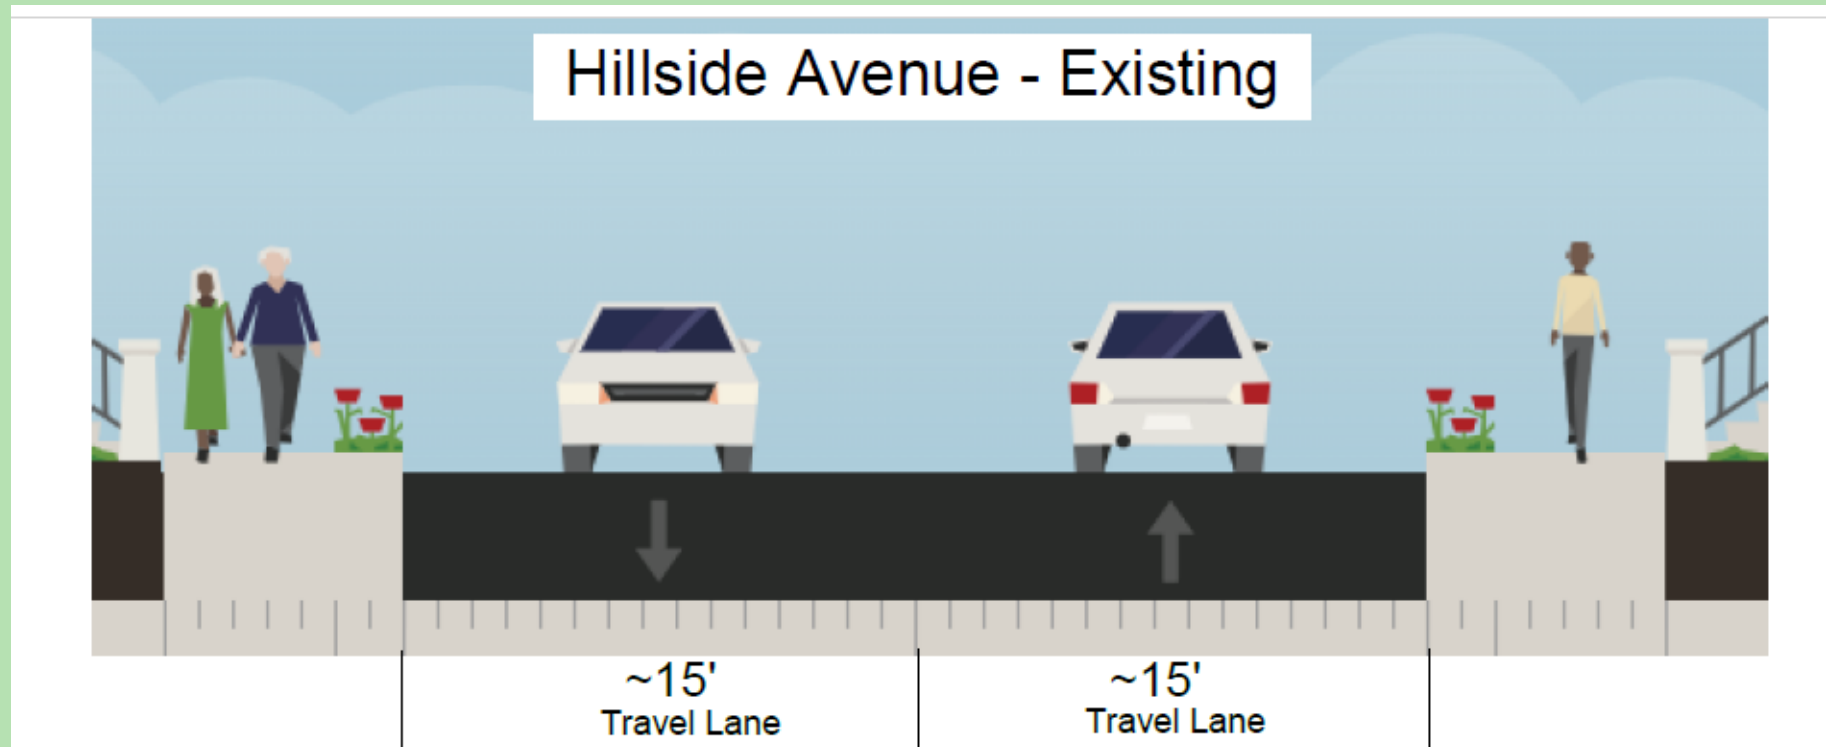 Hillside Avenue - Existing
~15' ~15'
Travel Lane Travel Lane